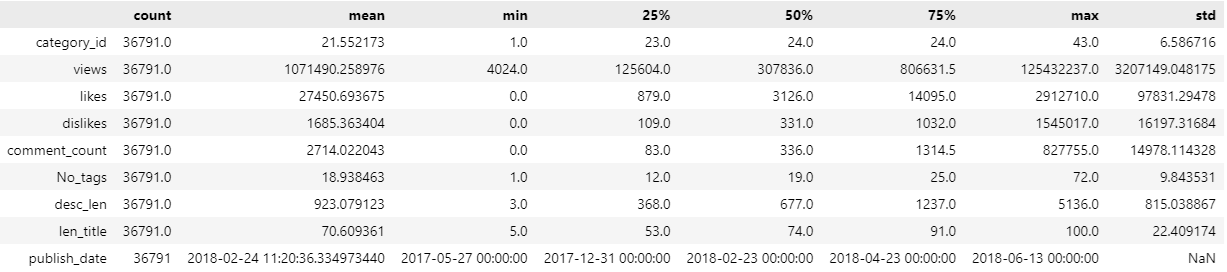 count mean min 25% 50% 75% max std
category_id 36791.0 21.552173 1.0 23.0 24.0 24.0 43.0 6.586716
views 36791.0 1071490.258976 4024.0 125604.0 307836.0 806631.5 125432237.0 3207149.048175
likes 36791.0 27450.693675 0.0 879.0 3126.0 14095.0 2912710.0 97831.29478
dislikes 36791.0 1685.363404 0.0 109.0 331.0 1032.0 1545017.0 16197.31684
comment_count 36791.0 2714.022043 0.0 83.0 336.0 1314.5 827755.0 14978.114328
No_tags 36791.0 18.938463 1.0 12.0 19.0 25.0 72.0 9.843531
desc_len 36791.0 923.079123 3.0 368.0 677.0 1237.0 5136.0 815.038867
len_title 36791.0 70.609361 5.0 53.0 74.0 91.0 100.0 22.409174
publish_date 36791 2018-02-24 11:20:36.334973440 2017-05-27 00:00:00 2017-12-31 00:00:00 2018-02-23 00:00:00 2018-04-23 00:00:00 2018-06-13 00:00:00 NaN